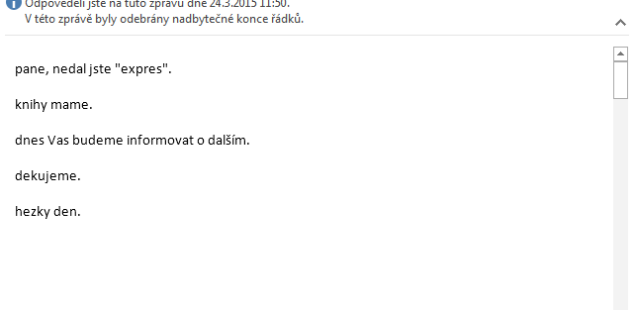 Odpověděli jste na tuto zprávu dne 24.3.2015 11:50.
V této zprávě byly odebrány nadbytečné konce řádků.
pane, nedal jste "expres".
knihy mame.
dnes Vas budeme informovat o dalším.
dekujeme.
hezky den.